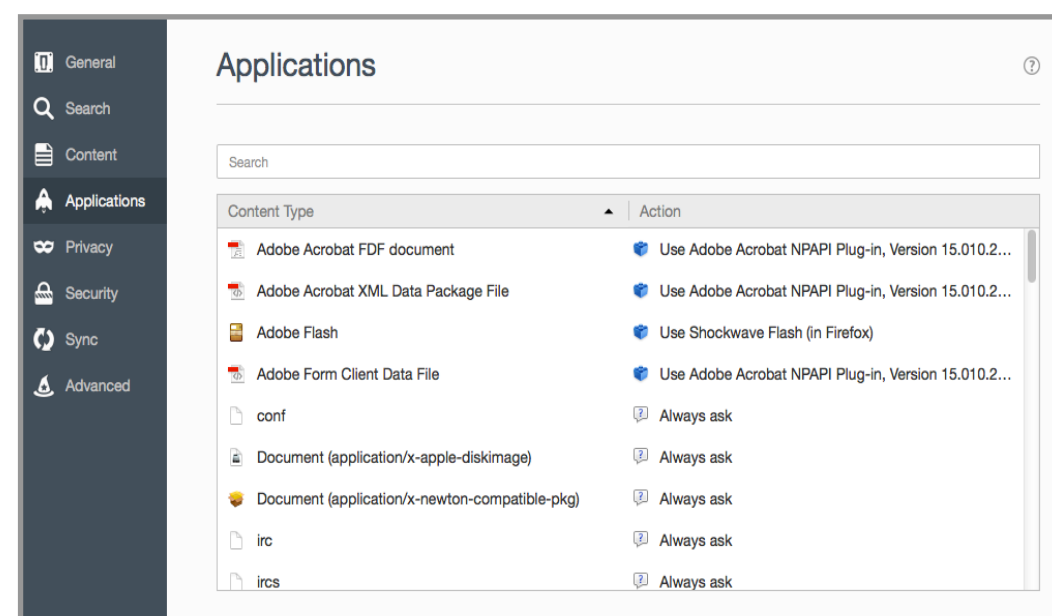 General
Search
Content
Applications
Privacy
Security
Sync
Advanced
Applications
?
Search
Content Type Action
Adobe Acrobat FDF document Use Adobe Acrobat NPAPI Plug-in, Version 15.010.2...
Adobe Acrobat XML Data Package File Use Adobe Acrobat NPAPI Plug-in, Version 15.010.2...
Adobe Flash Use Shockwave Flash (in Firefox)
Adobe Form Client Data File Use Adobe Acrobat NPAPI Plug-in, Version 15.010.2...
conf Always ask
Document (application/x-apple-diskimage) Always ask
Document (application/x-newton-compatible-pkg) Always ask
irc Always ask
ircs Always ask